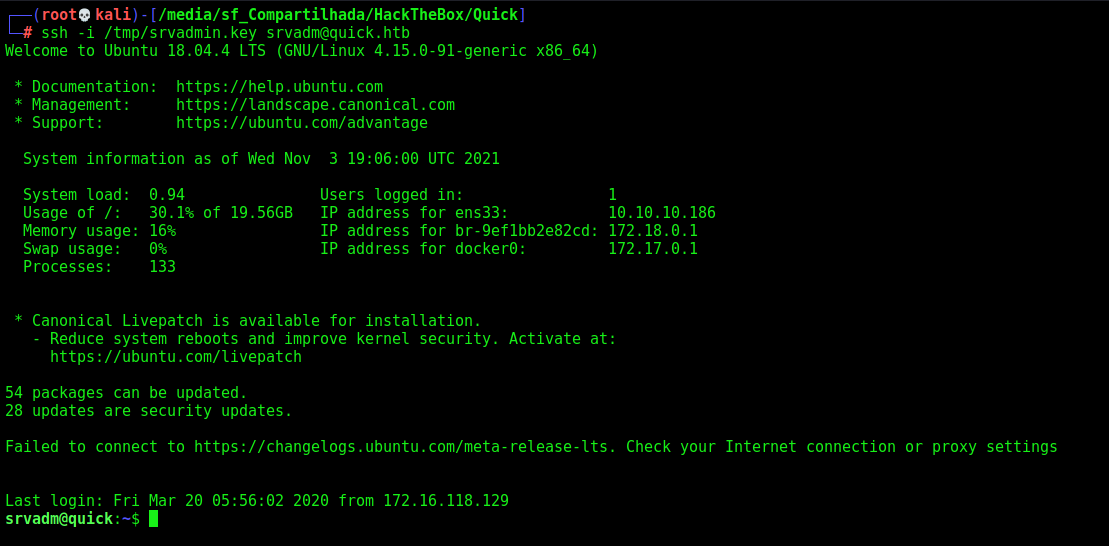 ┌──(root💀kali)-[/media/sf_Compartilhada/HackTheBox/Quick]
└─# ssh -i /tmp/srvadmin.key srvadm@quick.htb
Welcome to Ubuntu 18.04.4 LTS (GNU/Linux 4.15.0-91-generic x86_64)

 * Documentation:  https://help.ubuntu.com
 * Management:     https://landscape.canonical.com
 * Support:        https://ubuntu.com/advantage

  System information as of Wed Nov  3 19:06:00 UTC 2021

  System load:  0.94               Users logged in:                1
  Usage of /:   30.1% of 19.56GB   IP address for ens33:           10.10.10.186
  Memory usage: 16%                IP address for br-9ef1bb2e82cd: 172.18.0.1
  Swap usage:   0%                 IP address for docker0:         172.17.0.1
  Processes:    133


 * Canonical Livepatch is available for installation.
   - Reduce system reboots and improve kernel security. Activate at:
     https://ubuntu.com/livepatch

54 packages can be updated.
28 updates are security updates.

Failed to connect to https://changelogs.ubuntu.com/meta-release-lts. Check your Internet connection or proxy settings


Last login: Fri Mar 20 05:56:02 2020 from 172.16.118.129
srvadm@quick:~$